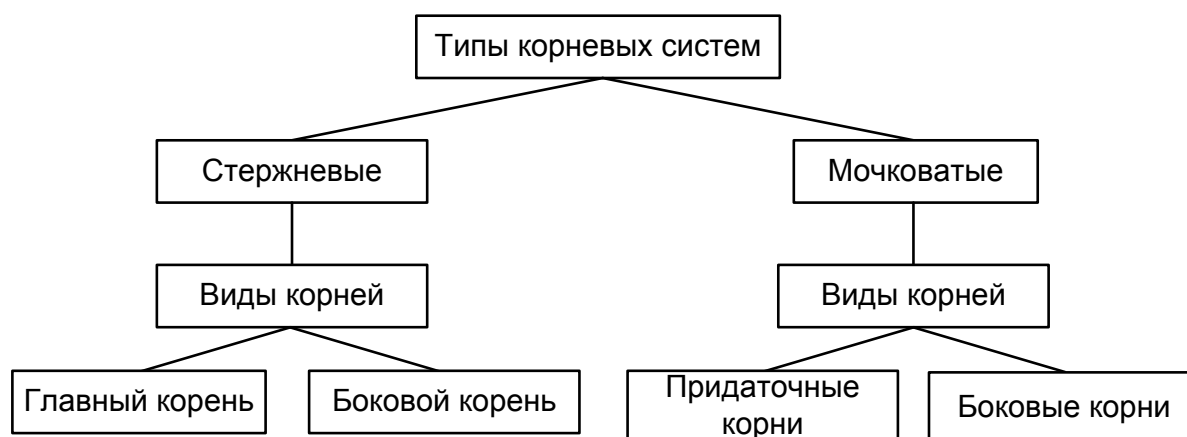 Типы корневых систем
Стержневые
Мочковатые
Виды корней
Виды корней
Главный корень
Боковой корень
Придаточные
корни
Боковые корни